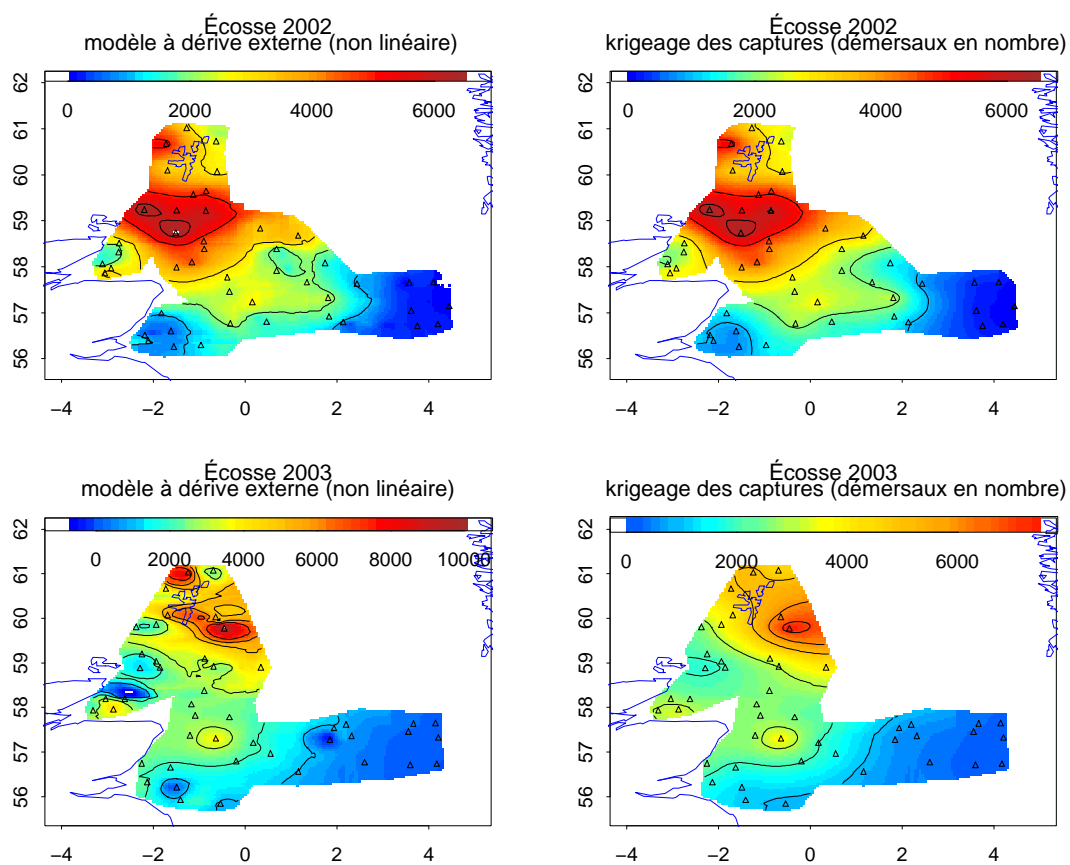 Écosse 2002
modèle à dérive externe (non linéaire)
0 2000 4000 6000
62
61
60
59
58
57
56
−4 −2 0 2 4
Écosse 2002
krigeage des captures (démersaux en nombre)
0 2000 4000 6000
62
61
60
59
58
57
56
−4 −2 0 2 4
Écosse 2003
modèle à dérive externe (non linéaire)
0 2000 4000 6000 8000 10000
62
61
60
59
58
57
56
−4 −2 0 2 4
Écosse 2003
krigeage des captures (démersaux en nombre)
0 2000 4000 6000
62
61
60
59
58
57
56
−4 −2 0 2 4